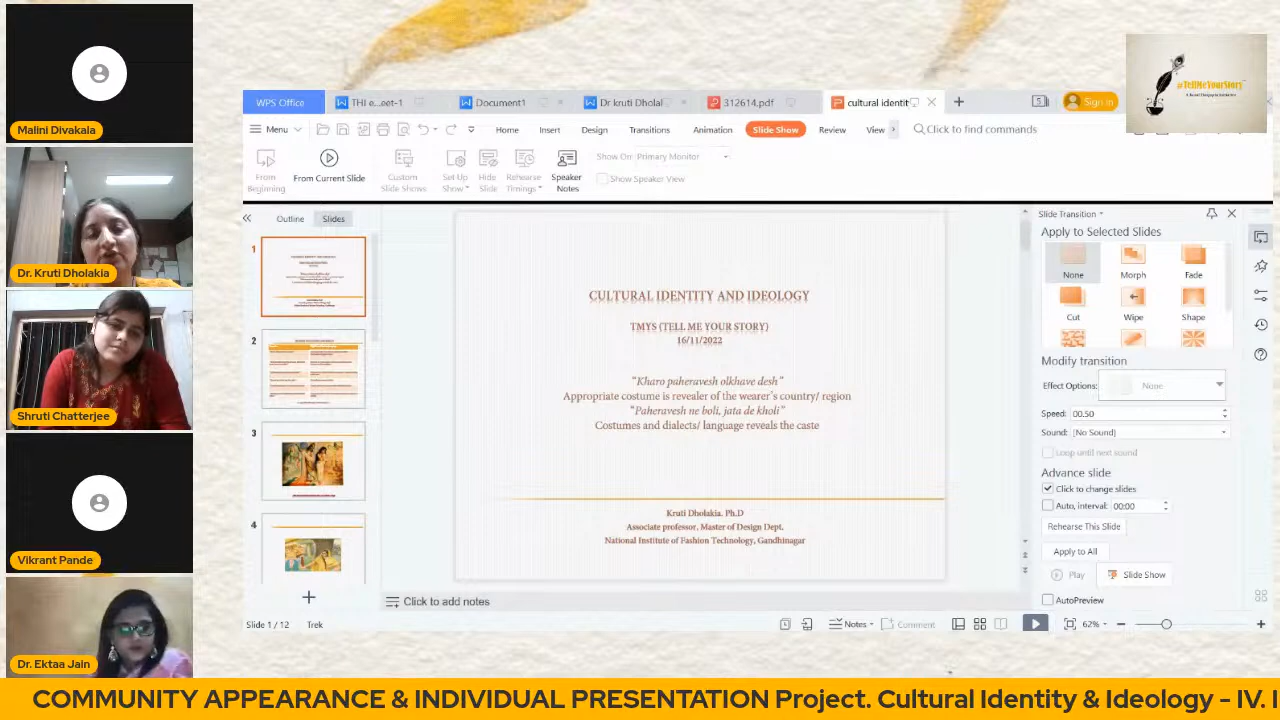 Malini Divakala
Dr. Kruti Dholakia
Shruti Chatterjee
Vikrant Pande
Dr. Ektaa Jain
#TellMeYourStory
WPS Office
THI e...eet-1
Document1
Dr kruti Dholal
312614.pdf
cultural identit
Sign in
Menu
Home
Insert
Design
Transitions
Animation
Slide Show
Review
View
Click to find commands
From Beginning
From Current Slide
Custom Slide Shows
Set Up Show
Hide Slide
Rehearse Timings
Speaker Notes
Show On: Primary Monitor
Show Speaker View
Outline
Slides
1
2
3
4
CULTURAL IDENTITY AND IDEOLOGY
TMYS (TELL ME YOUR STORY)
16/11/2022
"Kharo paheravesh olkhave desh"
Appropriate costume is revealer of the wearer's country/ region
"Paheravesh ne boli, jata de kholi"
Costumes and dialects/ language reveals the caste
Kruti Dholakia. Ph.D
Associate professor, Master of Design Dept.
National Institute of Fashion Technology, Gandhinagar
Slide Transition
Apply to Selected Slides
None
Morph
Fade
Cut
Wipe
Shape
Modify transition
Effect Options:
None
Speed: 00.50
Sound: [No Sound]
Loop until next sound
Advance slide
Click to change slides
Auto, interval: 00:00
Rehearse This Slide
Apply to All
Play
Slide Show
AutoPreview
Click to add notes
Slide 1 / 12
Trek
Notes
Comment
62%
COMMUNITY APPEARANCE & INDIVIDUAL PRESENTATION Project. Cultural Identity & Ideology - IV. I